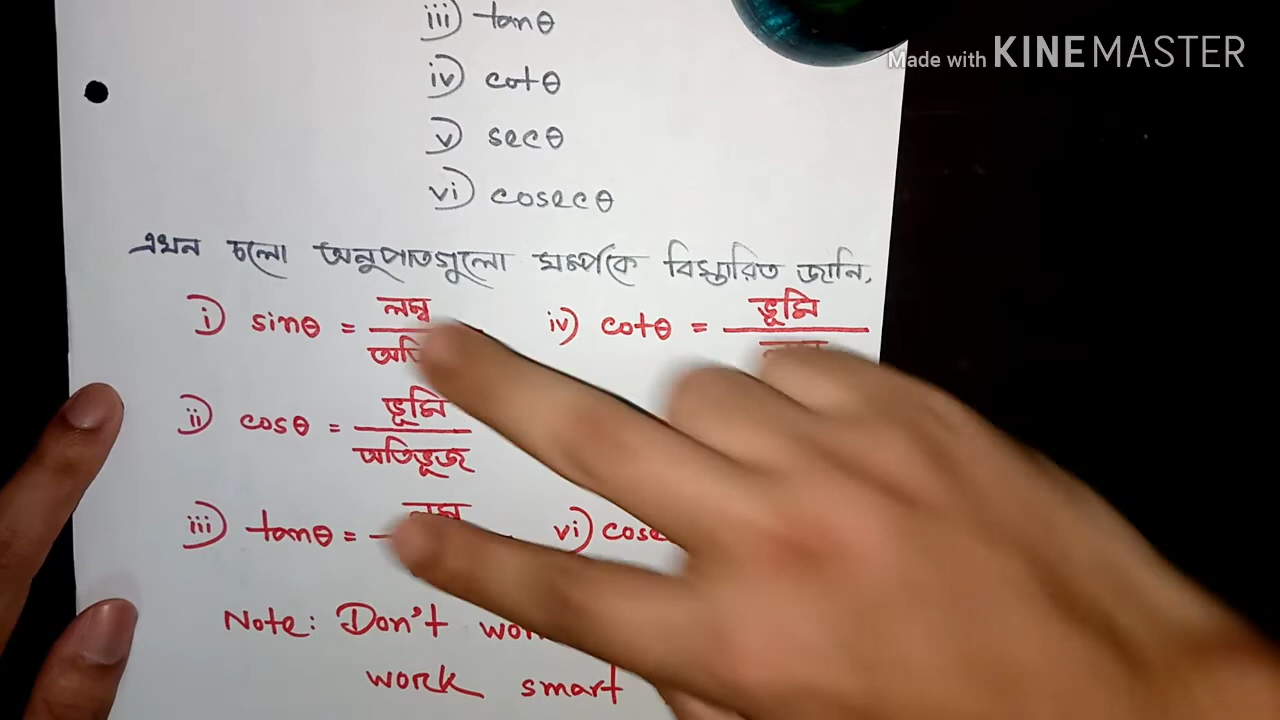 iii) tanθ
Made with KINEMASTER
iv) cotθ
v) secθ
vi) cosecθ
এখন চলো অনুপাতগুলো সম্পর্কে বিস্তারিত জানি,
i) sinθ = লম্ব /
iv) cotθ = ভূমি /
ii) cosθ = ভূমি / অতিভূজ
iii) tanθ = লম্ব
vi) cose
Note: Don't
work smart